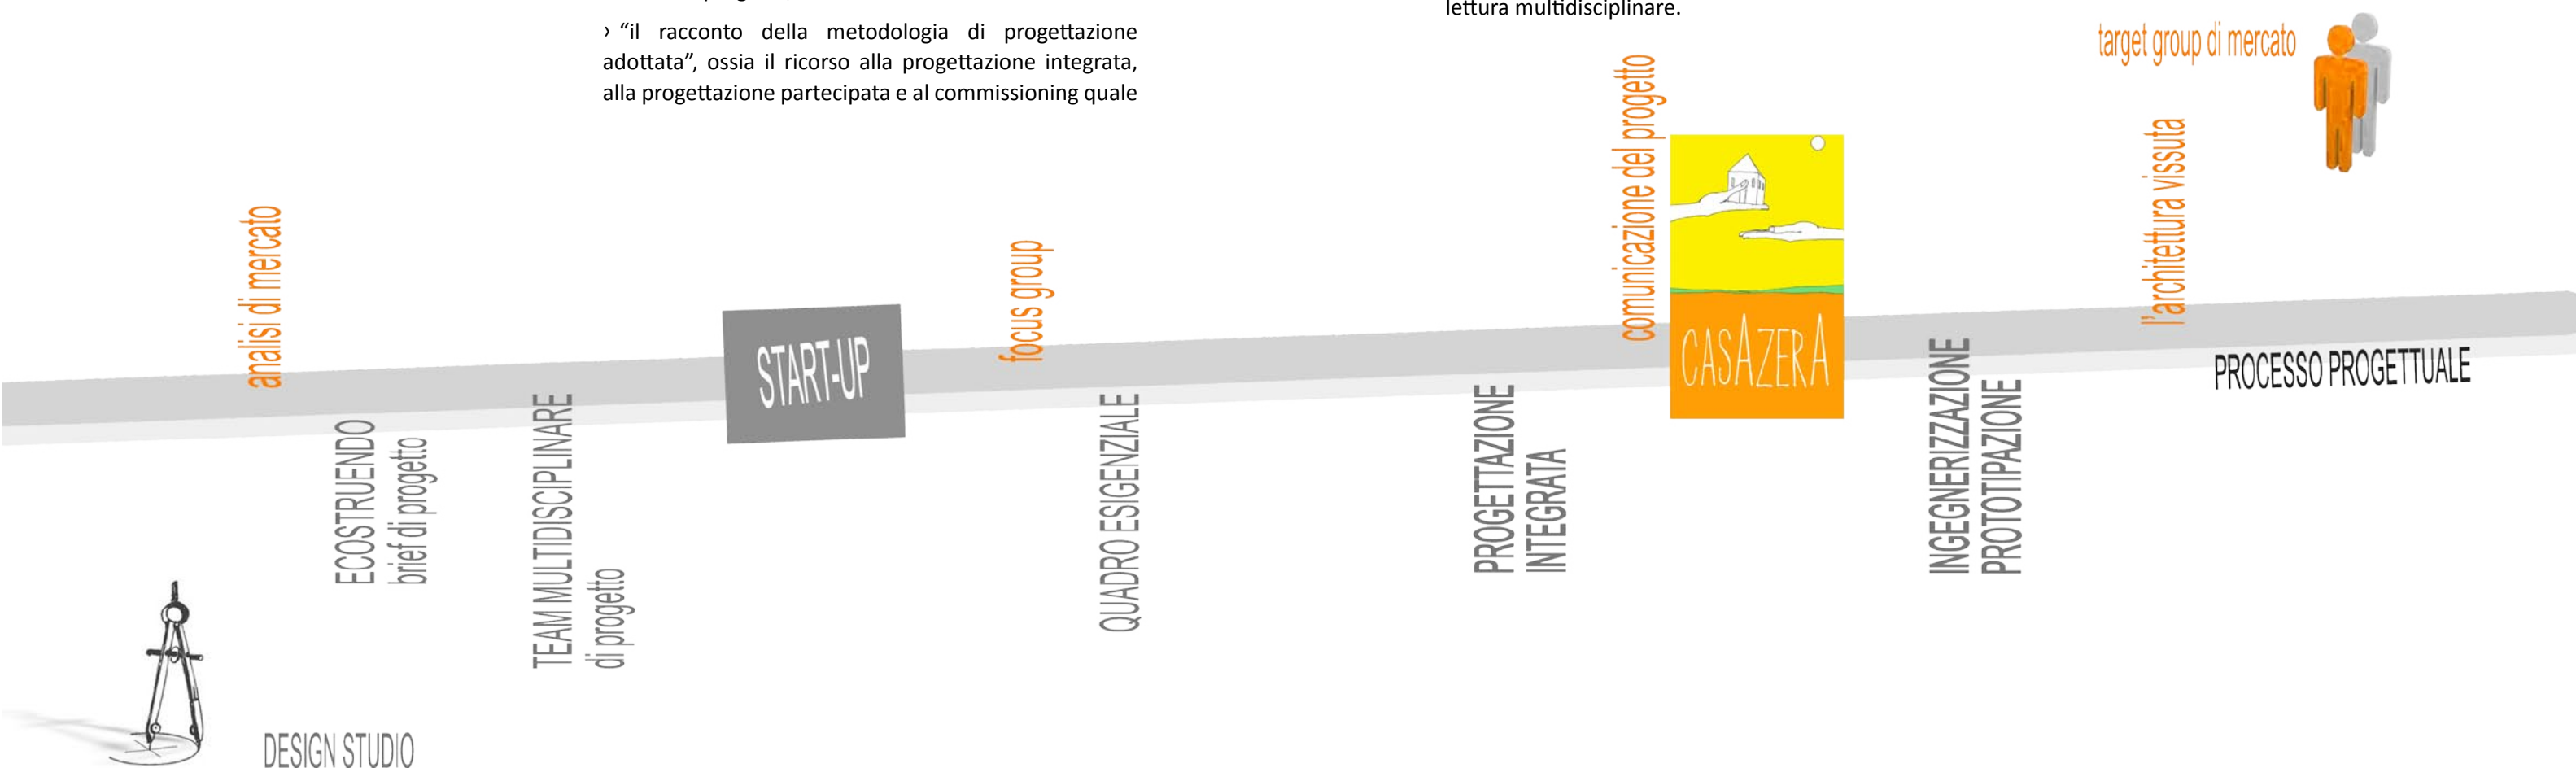 › “il racconto della metodologia di progettazione
adottata”, ossia il ricorso alla progettazione integrata,
alla progettazione partecipata e al commissioning quale
lettura multidisciplinare.
target group di mercato
analisi di mercato
ECOSTRUENDO
brief di progetto
TEAM MULTIDISCIPLINARE
di progetto
START-UP
focus group
QUADRO ESIGENZIALE
PROGETTAZIONE
INTEGRATA
comunicazione del progetto
CASAZERA
INGEGNERIZZAZIONE
PROTOTIPAZIONE
l'architettura vissuta
PROCESSO PROGETTUALE
DESIGN STUDIO